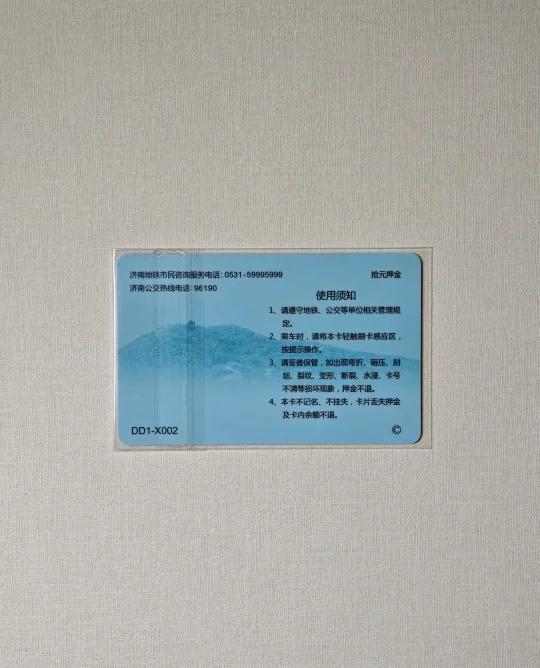 济南地铁市民咨询服务电话: 0531-59995999
拾元押金
济南公交热线电话: 96190
使用须知
1、请遵守地铁、公交等单位相关管理规
定。
2、乘车时，请将本卡轻触刷卡感应区，
按提示操作。
3、请妥善保管，如出现弯折、砸压、刻
划、裂纹、变形、断裂、水浸、卡号
不清等损坏现象，押金不退。
4、本卡不记名、不挂失，卡片丢失押金
及卡内余额不退。
DD1-X002
©